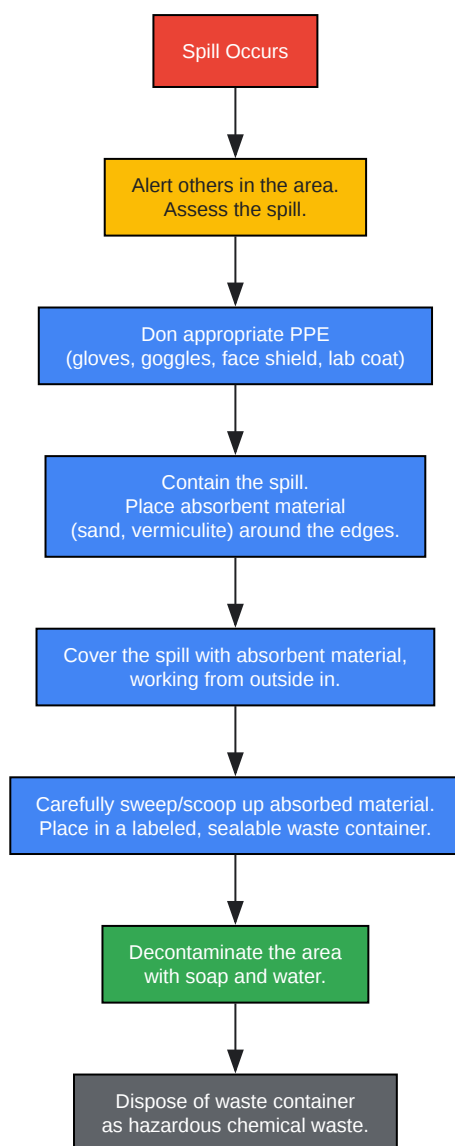 Spill Occurs
Alert others in the area.
Assess the spill.
Don appropriate PPE
(gloves, goggles, face shield, lab coat)
Contain the spill.
Place absorbent material
(sand, vermiculite) around the edges.
Cover the spill with absorbent material,
working from outside in.
Carefully sweep/scoop up absorbed material.
Place in a labeled, sealable waste container.
Decontaminate the area
with soap and water.
Dispose of waste container
as hazardous chemical waste.